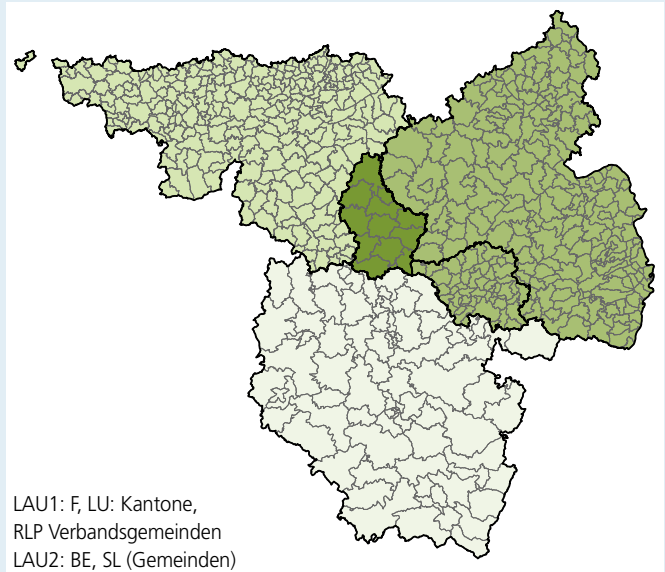 LAU1: F, LU: Kantone,
RLP Verbandsgemeinden
LAU2: BE, SL (Gemeinden)